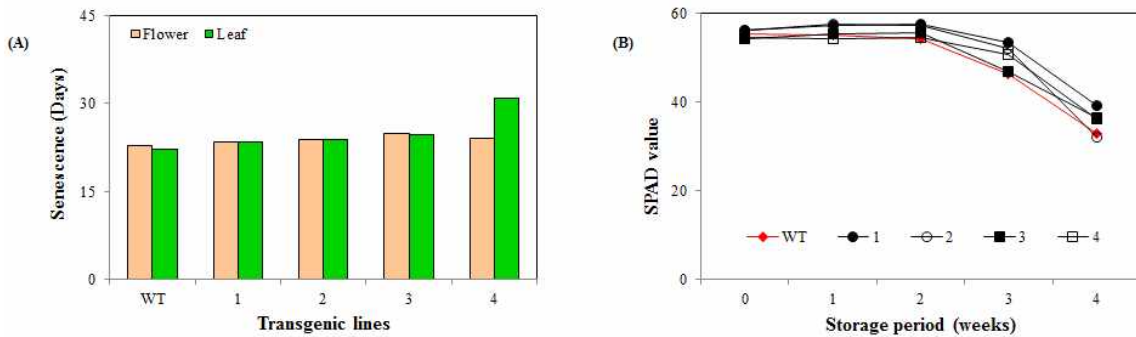 (A)
45
30
15
0
Senescence (Days)
Flower Leaf
WT 1 2 3 4
Transgenic lines
(B)
60
40
20
0
SPAD value
WT 1 2 3 4
0 1 2 3 4
Storage period (weeks)